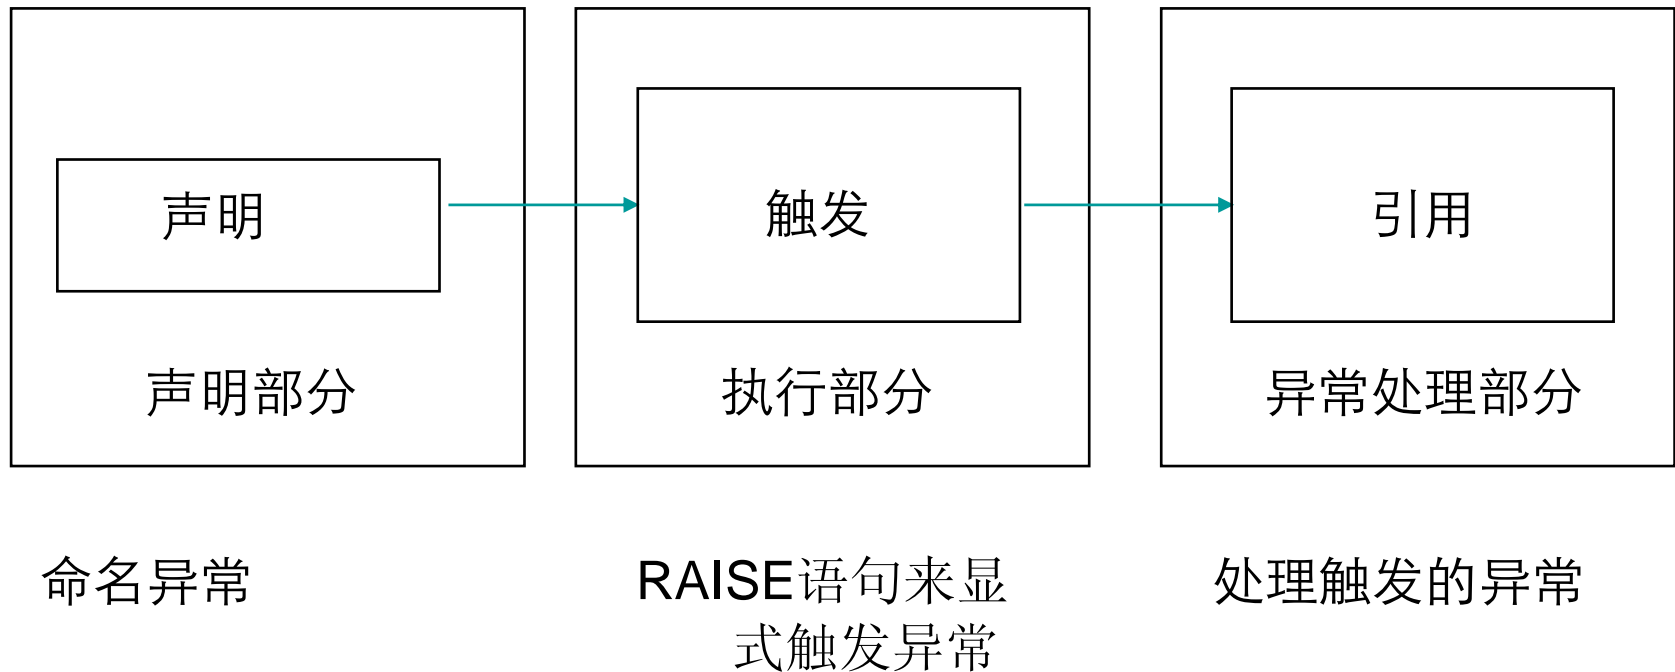 声明
触发
引用
声明部分
执行部分
异常处理部分
命名异常
RAISE语句来显
式触发异常
处理触发的异常